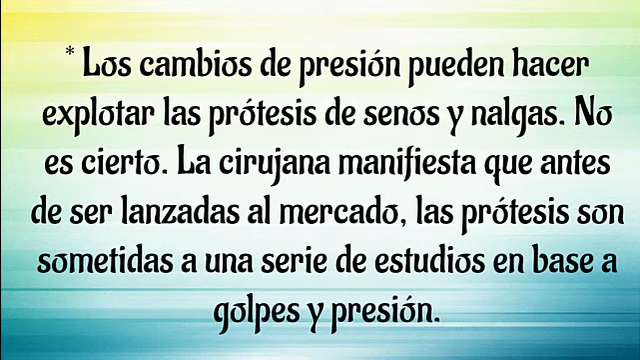 * Los cambios de presión pueden hacer
explotar las prótesis de senos y nalgas. No
es cierto. La cirujana manifiesta que antes
de ser lanzadas al mercado, las prótesis son
sometidas a una serie de estudios en base a
golpes y presión.